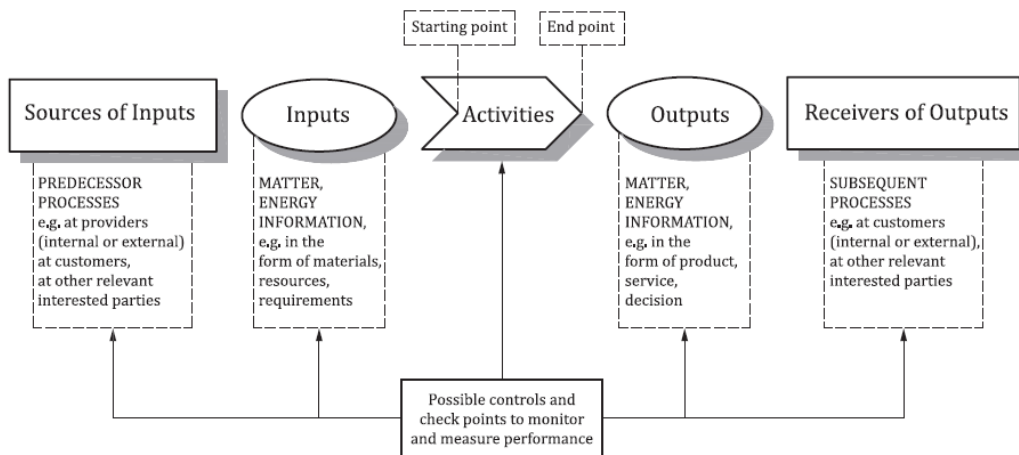 Starting point
End point
Sources of Inputs
Inputs
Activities
Outputs
Receivers of Outputs
PREDECESSOR
PROCESSES
e.g. at providers
(internal or external)
at customers,
at other relevant
interested parties
MATTER,
ENERGY
INFORMATION,
e.g. in the
form of materials,
resources,
requirements
MATTER,
ENERGY
INFORMATION,
e.g. in the
form of product,
service,
decision
SUBSEQUENT
PROCESSES
e.g. at customers
(internal or external),
at other relevant
interested parties
Possible controls and
check points to monitor
and measure performance